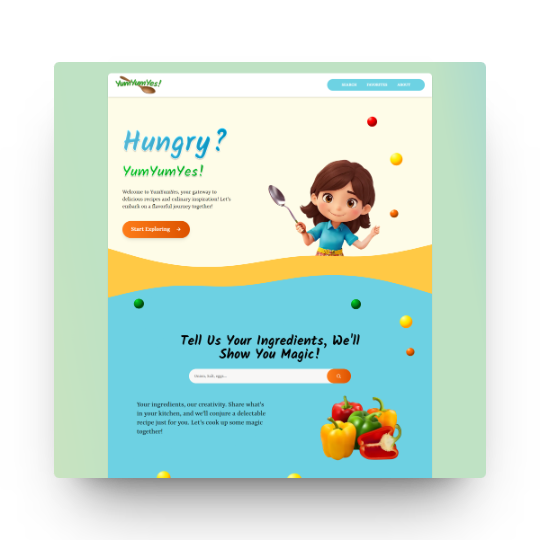 YumYumYes!
SEARCH FAVORITES ABOUT
Hungry?
YumYumYes!
Welcome to YumYumYes, your gateway to
delicious recipes and culinary inspiration! Let's
embark on a flavorful journey together!
Start Exploring →
Tell Us Your Ingredients, We'll
Show You Magic!
Your ingredients, our creativity. Share what's
in your kitchen, and we'll conjure a delectable
recipe just for you. Let's cook up some magic
together!